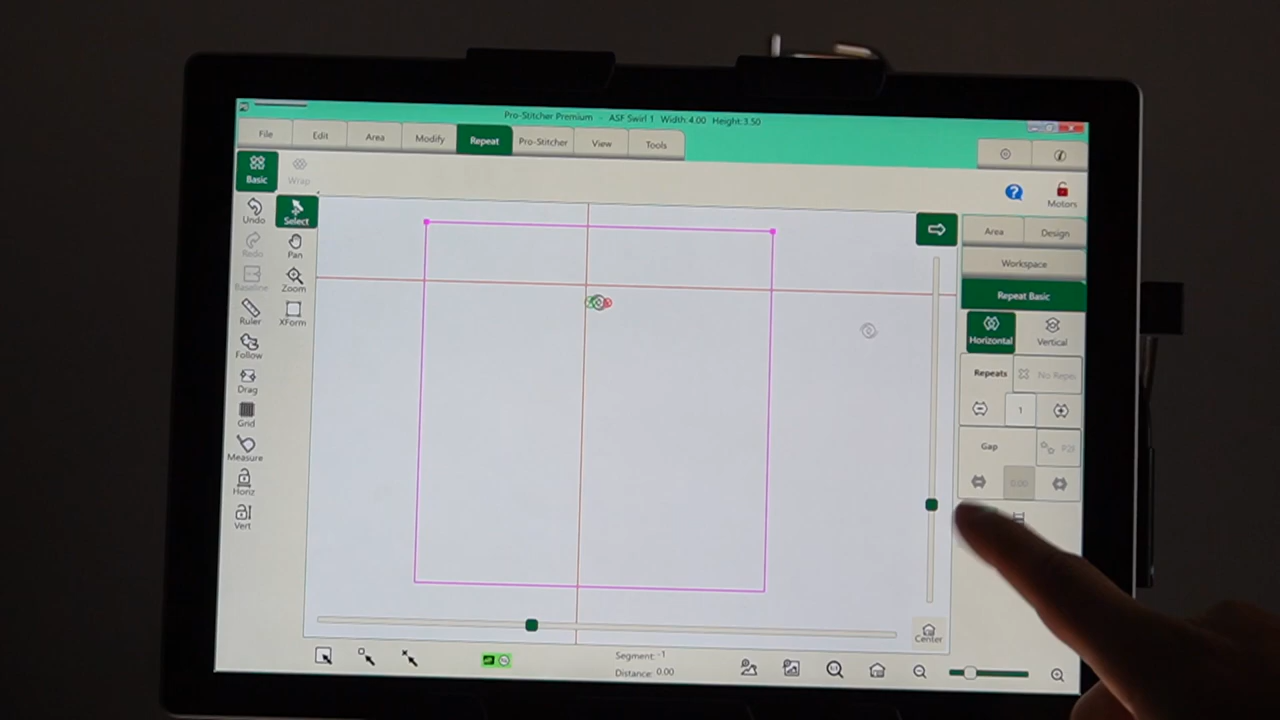 Pro-Stitcher Premium - ASF Swirl 1 Width:4.00 Height:3.50
File Edit Area Modify Repeat Pro-Stitcher View Tools
Basic Wrap
Motors
Undo Select
Area Design
Redo Pan
Workspace
Baseline Zoom
Repeat Basic
Ruler XForm
Horizontal Vertical
Follow
Repeats No Repe
Drag
1
Grid
Gap P2P
Measure
0.00
Horiz
Vert
Center
Segment:-1
Distance: 0.00